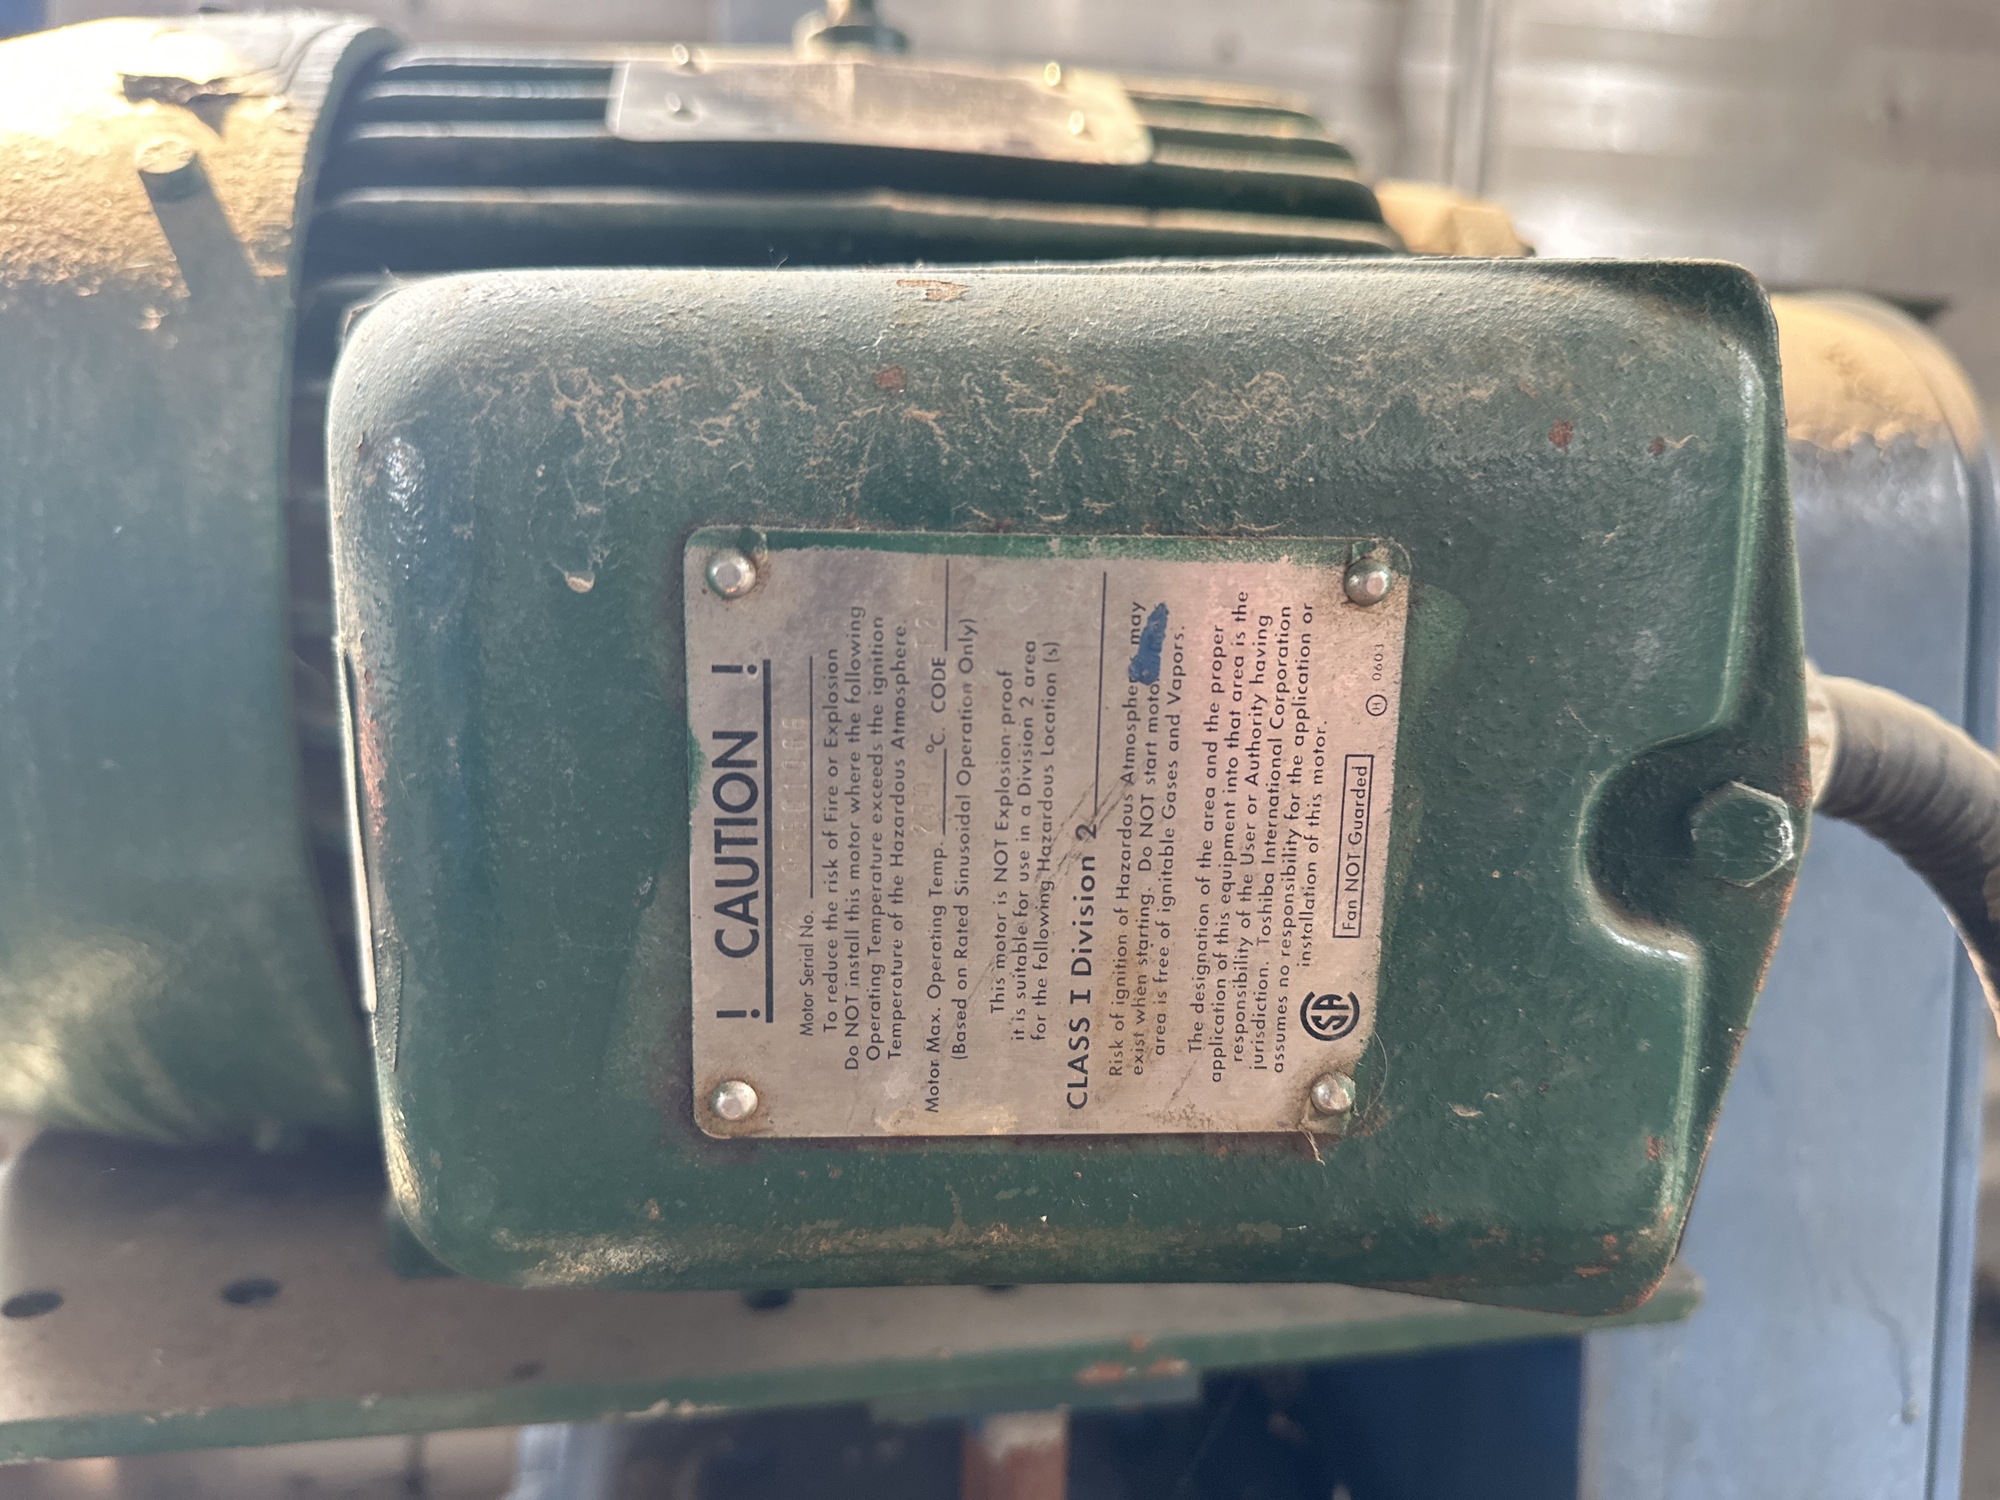 ! CAUTION !
Motor Serial No.
To reduce the risk of Fire or Explosion
Do NOT install this motor where the following
Operating Temperature exceeds the ignition
Temperature of the Hazardous Atmosphere.
Motor Max. Operating Temp. °C. CODE
(Based on Rated Sinusoidal Operation Only)
This motor is NOT Explosion-proof
it is suitable for use in a Division 2 area
for the following Hazardous Location (s)
CLASS I Division 2
Risk of ignition of Hazardous Atmosphere may
exist when starting. Do NOT start motor
area is free of ignitable Gases and Vapors.
The designation of the area and the proper
application of this equipment into that area is the
responsibility of the User or Authority having
jurisdiction. Toshiba International Corporation
assumes no responsibility for the application or
installation of this motor.
SA Fan NOT Guarded H 0603